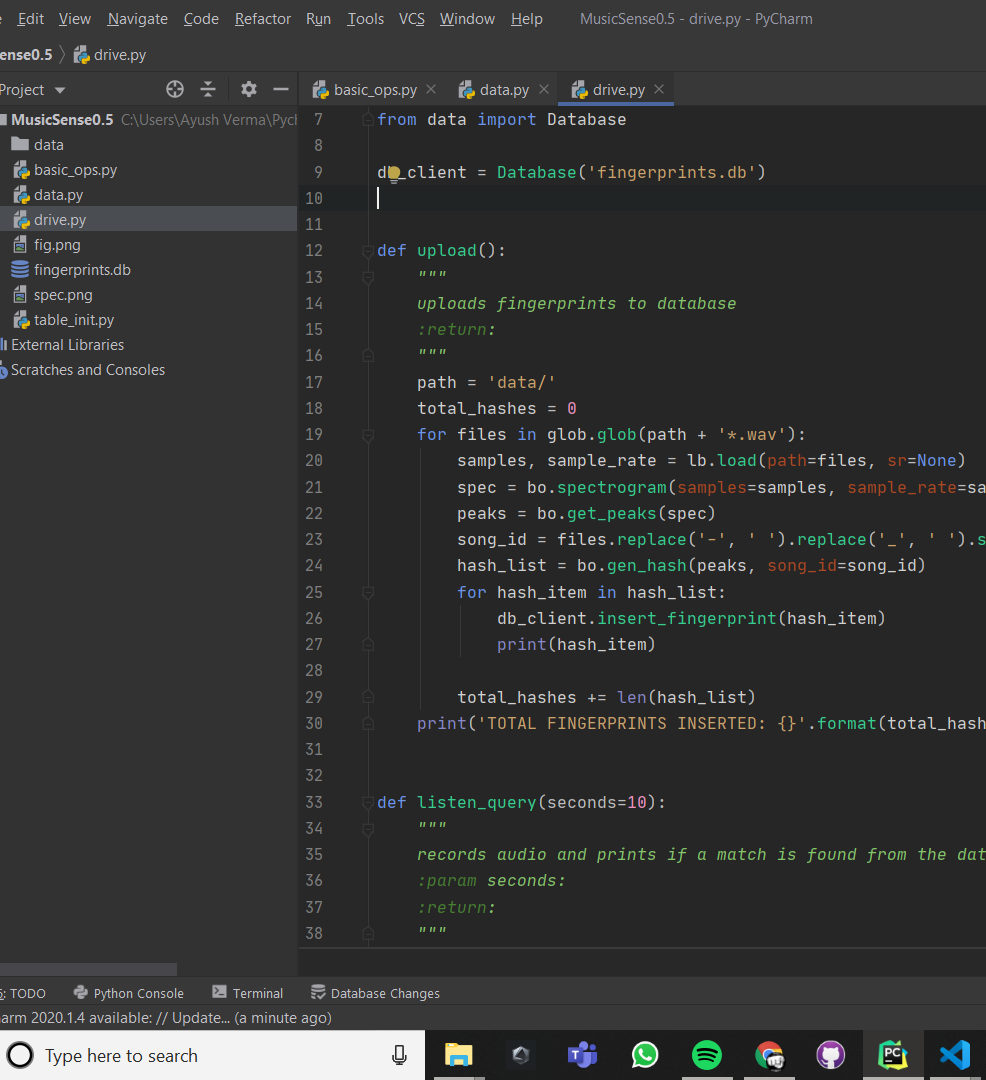 Edit View Navigate Code Refactor Run Tools VCS Window Help MusicSense0.5 - drive.py - PyCharm
ense0.5 drive.py
Project
basic_ops.py data.py drive.py
MusicSense0.5 C:\Users\Ayush Verma\Pych
data
basic_ops.py
data.py
drive.py
fig.png
fingerprints.db
spec.png
table_init.py
External Libraries
Scratches and Consoles
7 from data import Database
8
9 db_client = Database('fingerprints.db')
10
11
12 def upload():
13 """
14 uploads fingerprints to database
15 :return:
16 """
17 path = 'data/'
18 total_hashes = 0
19 for files in glob.glob(path + '*.wav'):
20 samples, sample_rate = lb.load(path=files, sr=None)
21 spec = bo.spectrogram(samples=samples, sample_rate=sa
22 peaks = bo.get_peaks(spec)
23 song_id = files.replace('-', ' ').replace('_', ' ').s
24 hash_list = bo.gen_hash(peaks, song_id=song_id)
25 for hash_item in hash_list:
26 db_client.insert_fingerprint(hash_item)
27 print(hash_item)
28
29 total_hashes += len(hash_list)
30 print('TOTAL FINGERPRINTS INSERTED: {}'.format(total_hash
31
32
33 def listen_query(seconds=10):
34 """
35 records audio and prints if a match is found from the dat
36 :param seconds:
37 :return:
38 """
6: TODO Python Console Terminal Database Changes
harm 2020.1.4 available: // Update... (a minute ago)
Type here to search
PC